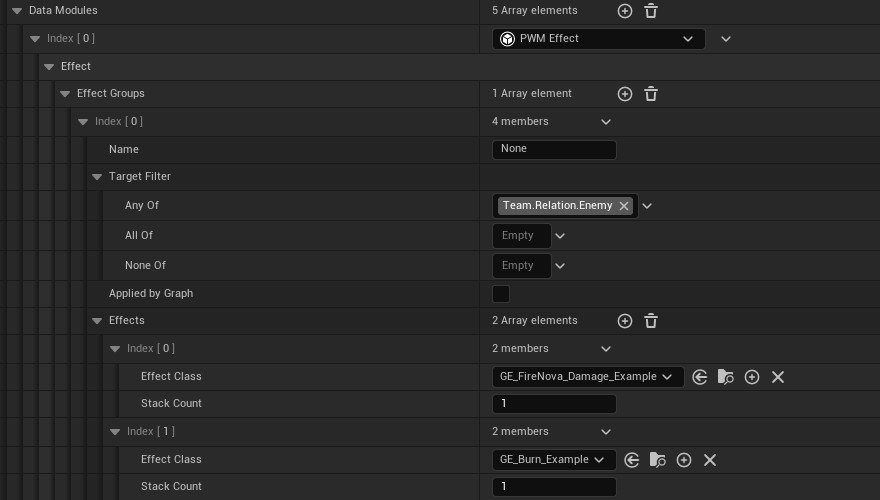 Data Modules 5 Array elements
Index [ 0 ] PWM Effect
Effect
Effect Groups 1 Array element
Index [ 0 ] 4 members
Name None
Target Filter
Any Of Team.Relation.Enemy
All Of Empty
None Of Empty
Applied by Graph
Effects 2 Array elements
Index [ 0 ] 2 members
Effect Class GE_FireNova_Damage_Example
Stack Count 1
Index [ 1 ] 2 members
Effect Class GE_Burn_Example
Stack Count 1